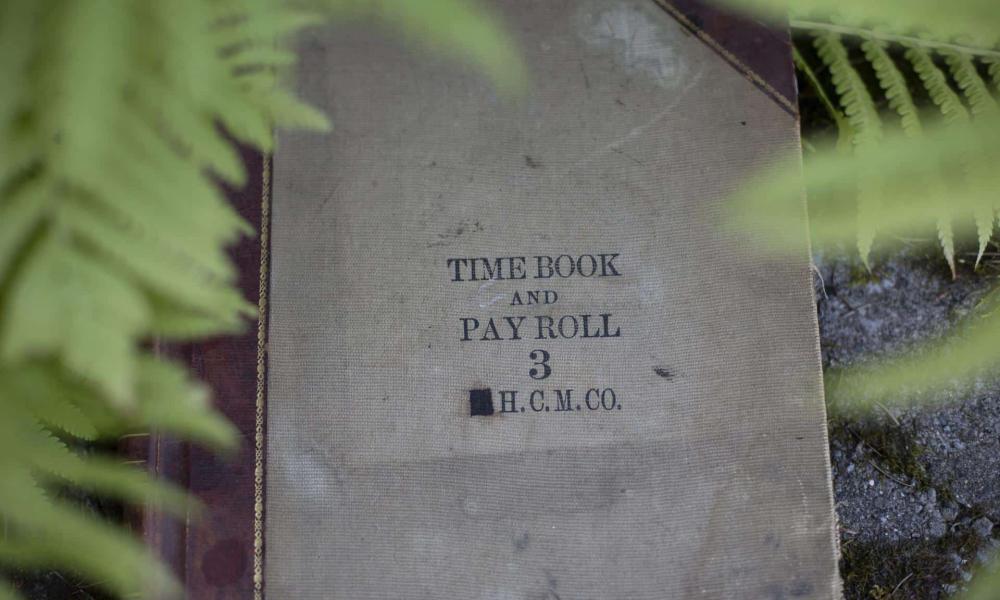 TIME BOOK
AND
PAY ROLL
3
H.C.M.CO.